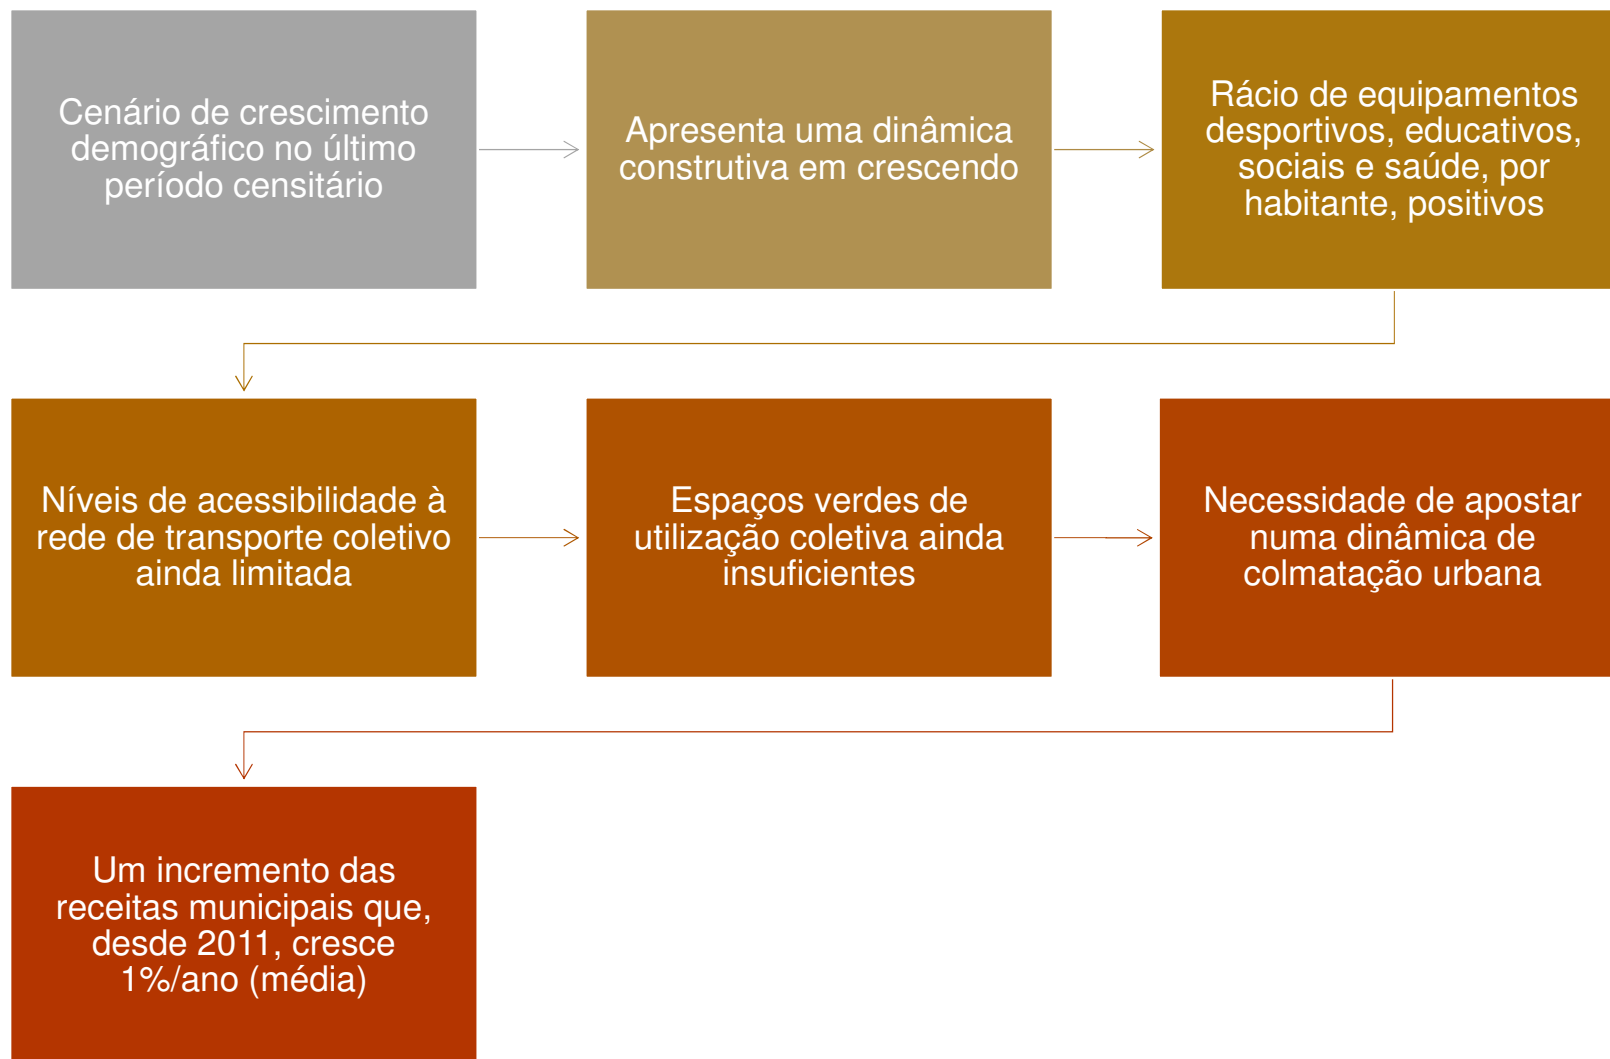 Cenário de crescimento
demográfico no último
período censitário
Apresenta uma dinâmica
construtiva em crescendo
Rácio de equipamentos
desportivos, educativos,
sociais e saúde, por
habitante, positivos
Níveis de acessibilidade à
rede de transporte coletivo
ainda limitada
Espaços verdes de
utilização coletiva ainda
insuficientes
Necessidade de apostar
numa dinâmica de
colmatação urbana
Um incremento das
receitas municipais que,
desde 2011, cresce
1%/ano (média)